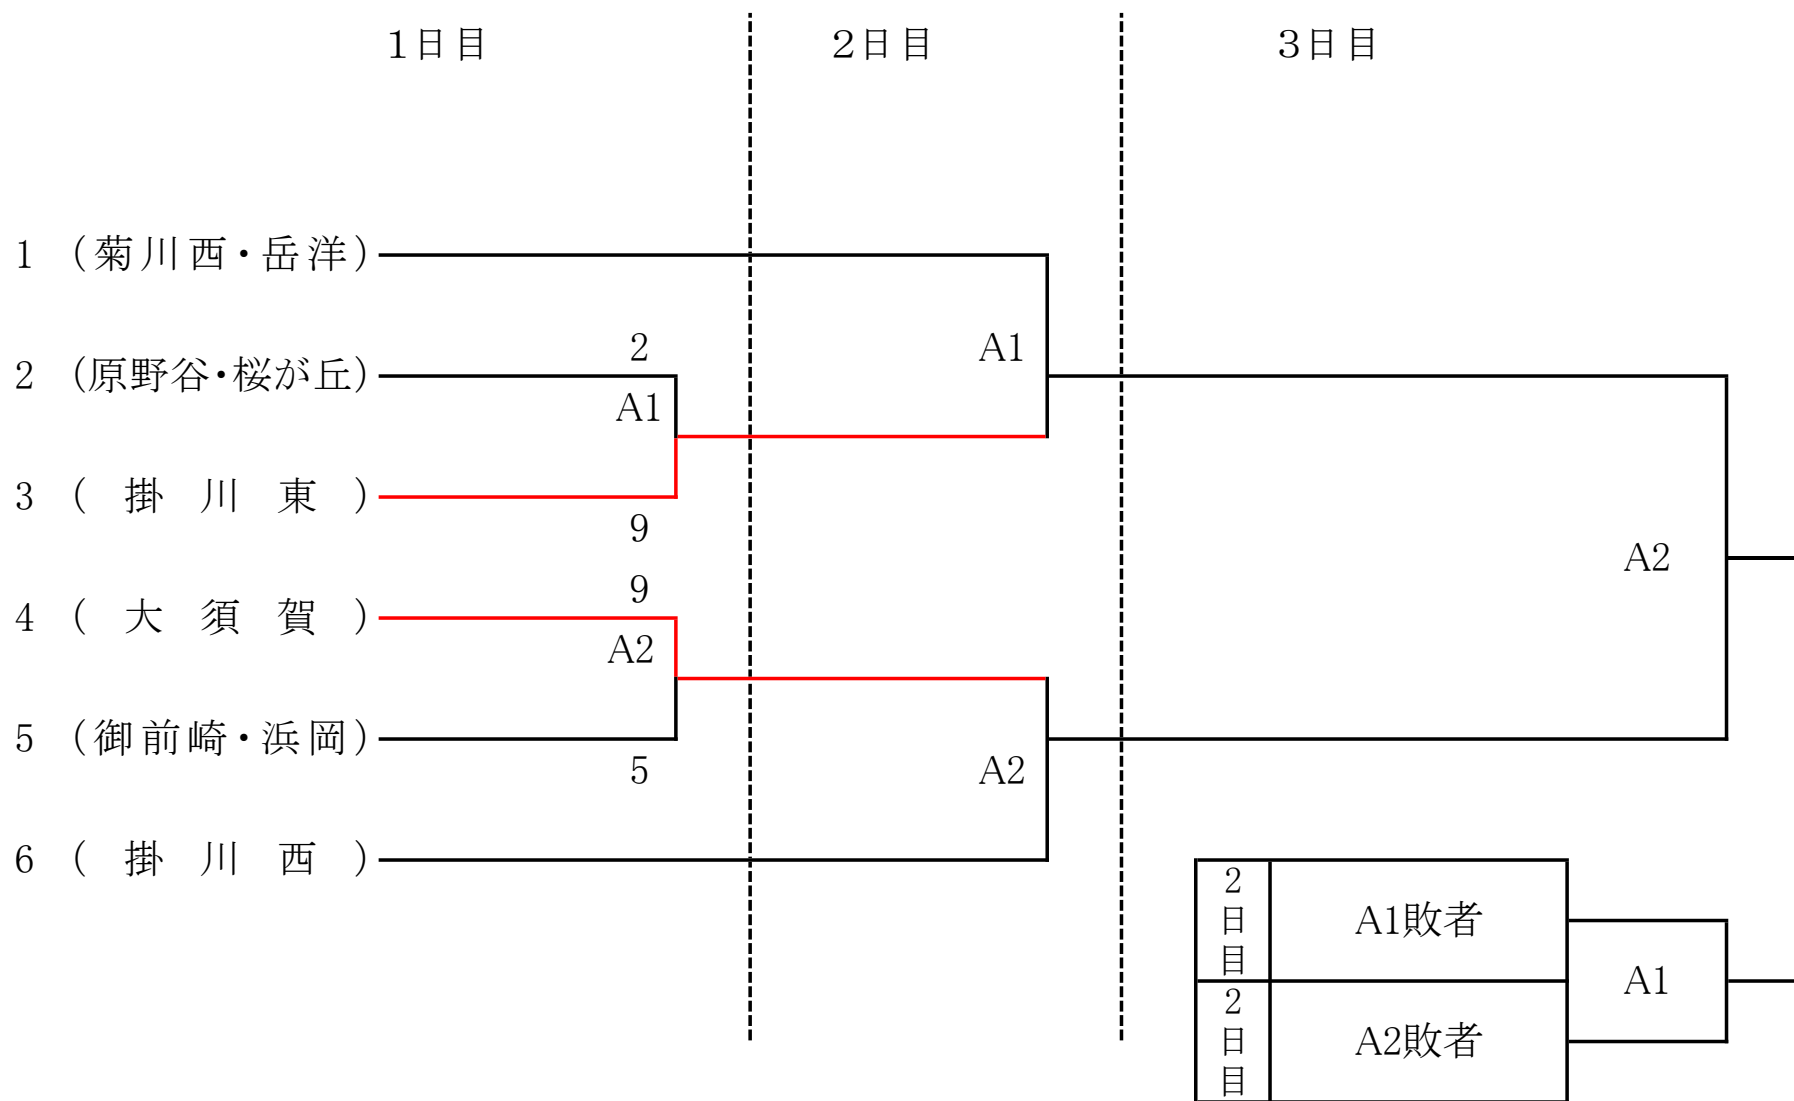 1日目 2日目 3日目
1 (菊川西・岳洋)
2 A1
2 (原野谷・桜が丘)
A1
3 (掛川東)
9
9
4 (大須賀)
A2
A2
5 (御前崎・浜岡)
5 A2
6 (掛川西)
2日目 A1敗者
A1
2日目 A2敗者